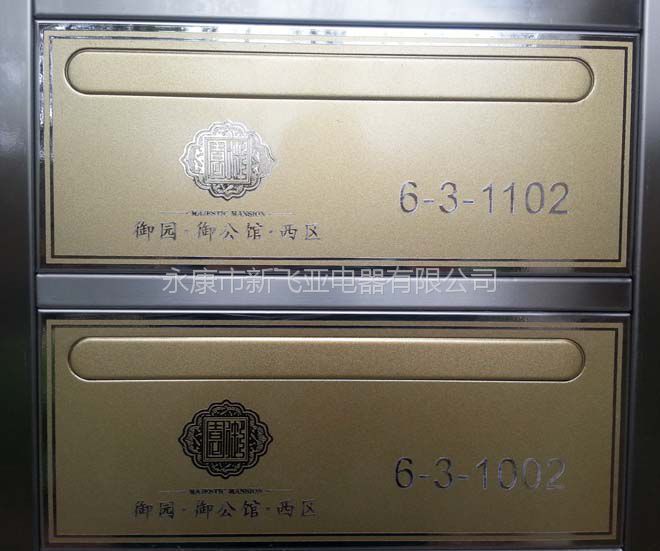 MAJESTIC MANSION
御园·御公馆·西区
6-3-1102
永康市新飞亚电器有限公司
MAJESTIC MANSION
御园·御公馆·西区
6-3-1002